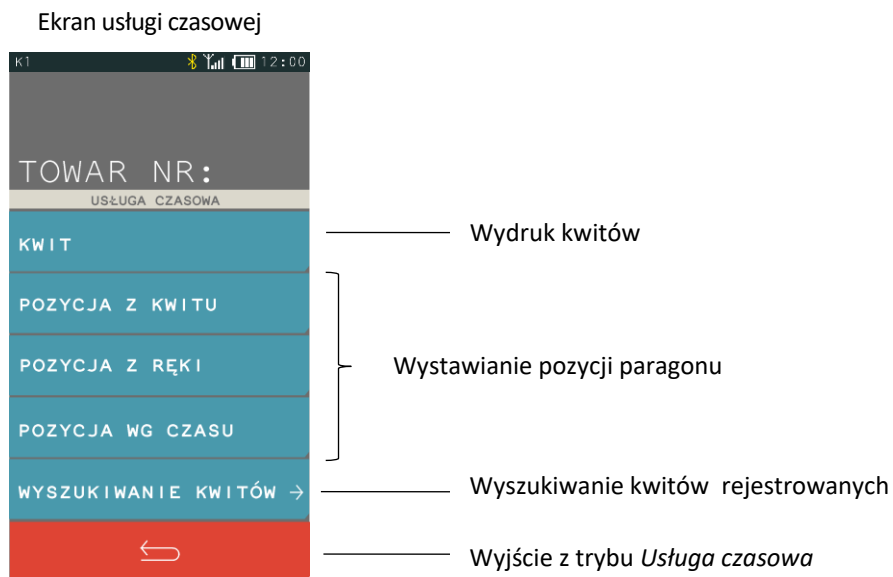 Ekran usługi czasowej
K1 12:00
TOWAR NR:
USŁUGA CZASOWA
KWIT
Wydruk kwitów
POZYCJA Z KWITU
POZYCJA Z RĘKI
Wystawianie pozycji paragonu
POZYCJA WG CZASU
WYSZUKIWANIE KWITÓW →
Wyszukiwanie kwitów rejestrowanych
Wyjście z trybu Usługa czasowa